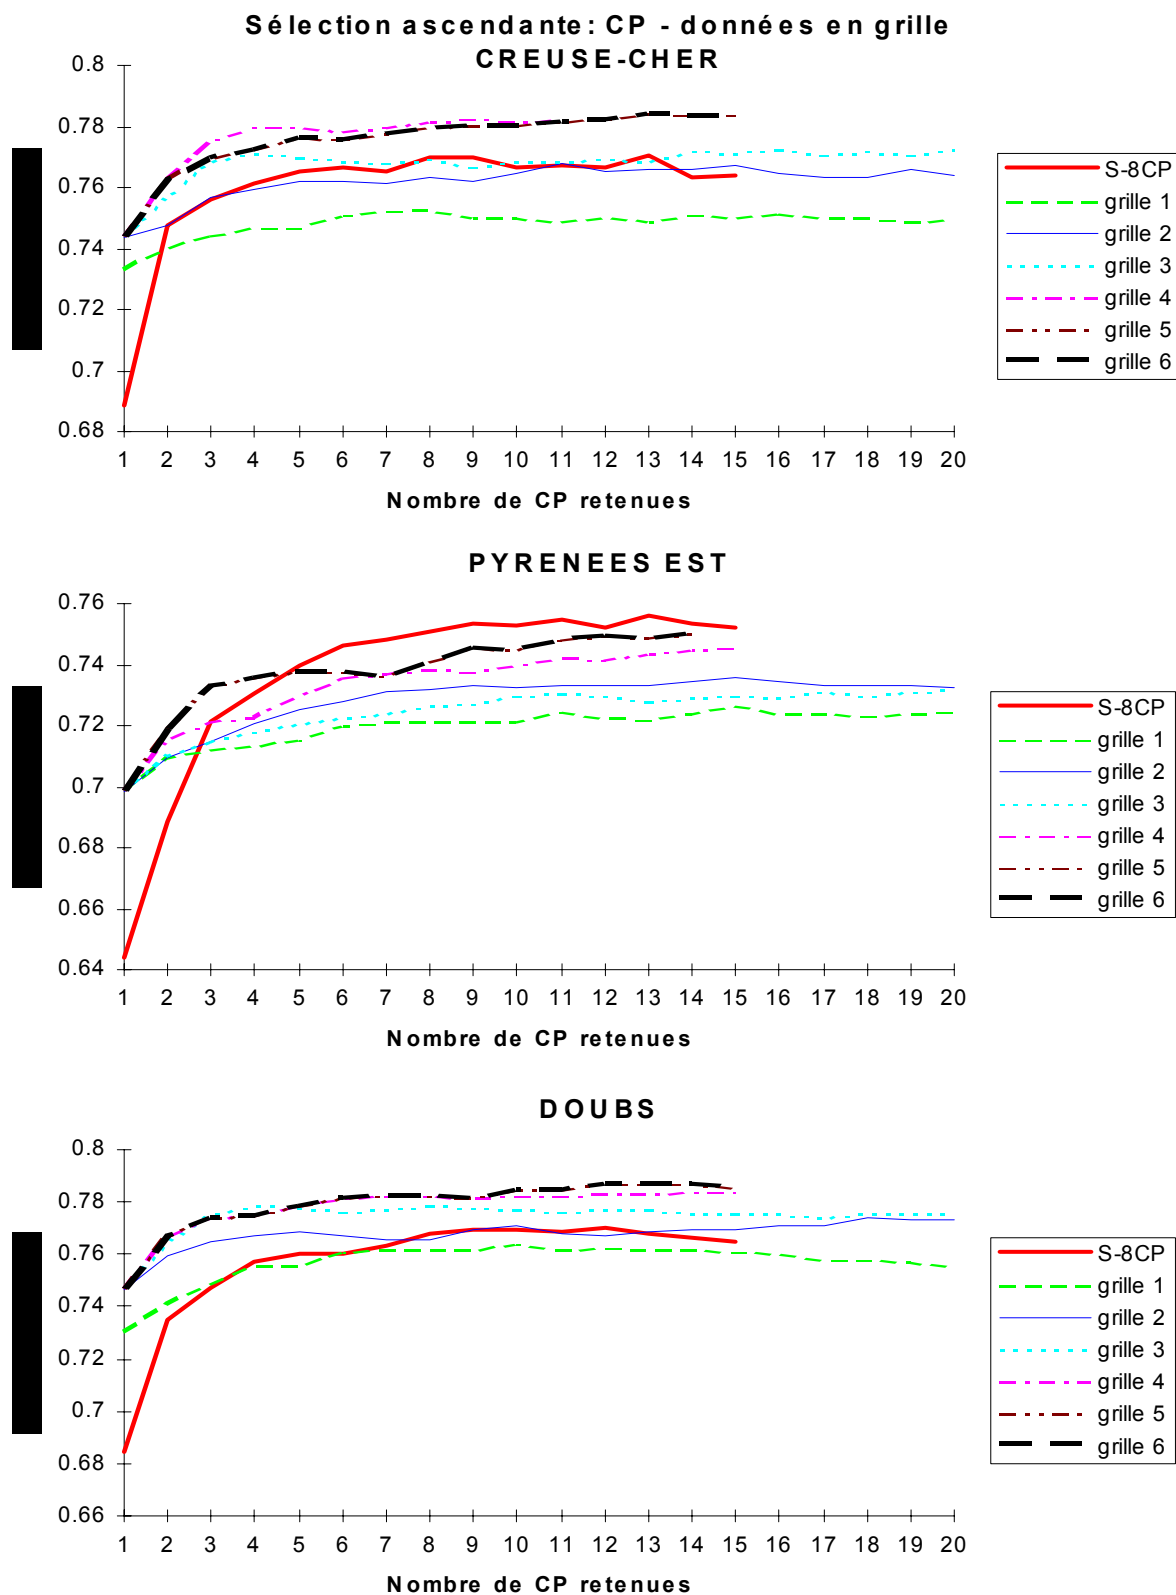 Sélection ascendante: CP - données en grille
CREUSE-CHER
0.8
0.78
0.76
0.74
0.72
0.7
0.68
1 2 3 4 5 6 7 8 9 10 11 12 13 14 15 16 17 18 19 20
Nombre de CP retenues
S-8CP
grille 1
grille 2
grille 3
grille 4
grille 5
grille 6
PYRENEES EST
0.76
0.74
0.72
0.7
0.68
0.66
0.64
1 2 3 4 5 6 7 8 9 10 11 12 13 14 15 16 17 18 19 20
Nombre de CP retenues
S-8CP
grille 1
grille 2
grille 3
grille 4
grille 5
grille 6
DOUBS
0.8
0.78
0.76
0.74
0.72
0.7
0.68
0.66
1 2 3 4 5 6 7 8 9 10 11 12 13 14 15 16 17 18 19 20
Nombre de CP retenues
S-8CP
grille 1
grille 2
grille 3
grille 4
grille 5
grille 6